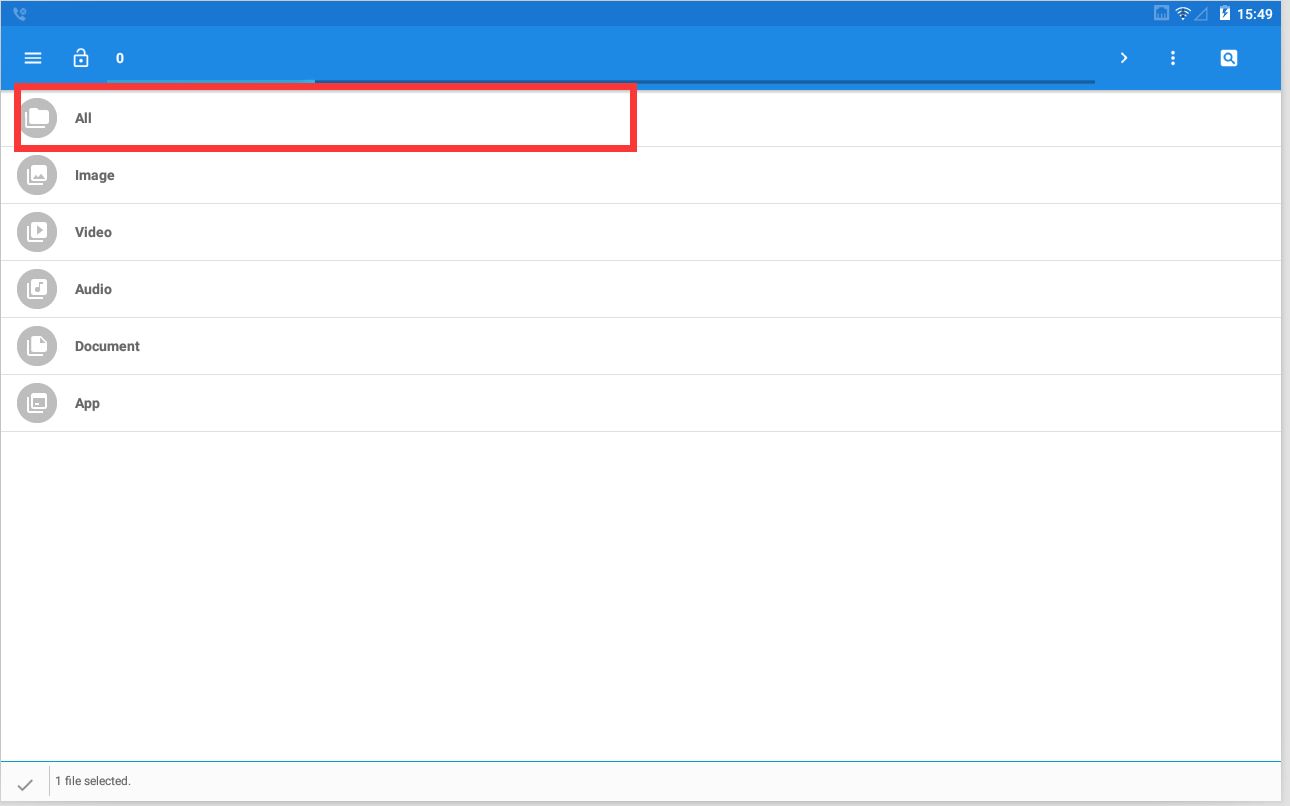 15:49
0
All
Image
Video
Audio
Document
App
1 file selected.